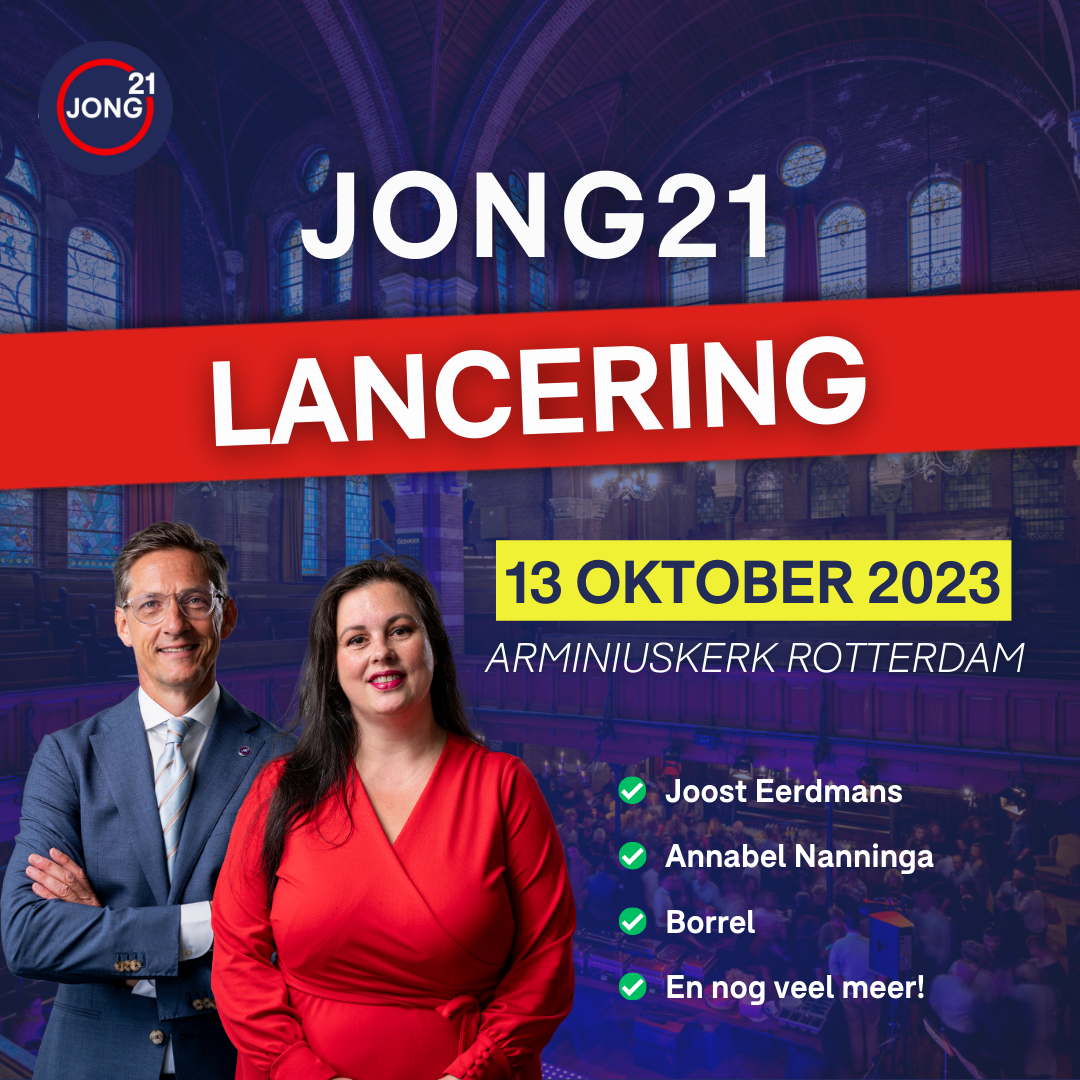 21
JONG
JONG21
LANCERING
13 OKTOBER 2023
ARMINIUSKERK ROTTERDAM
Joost Eerdmans
Annabel Nanninga
Borrel
En nog veel meer!